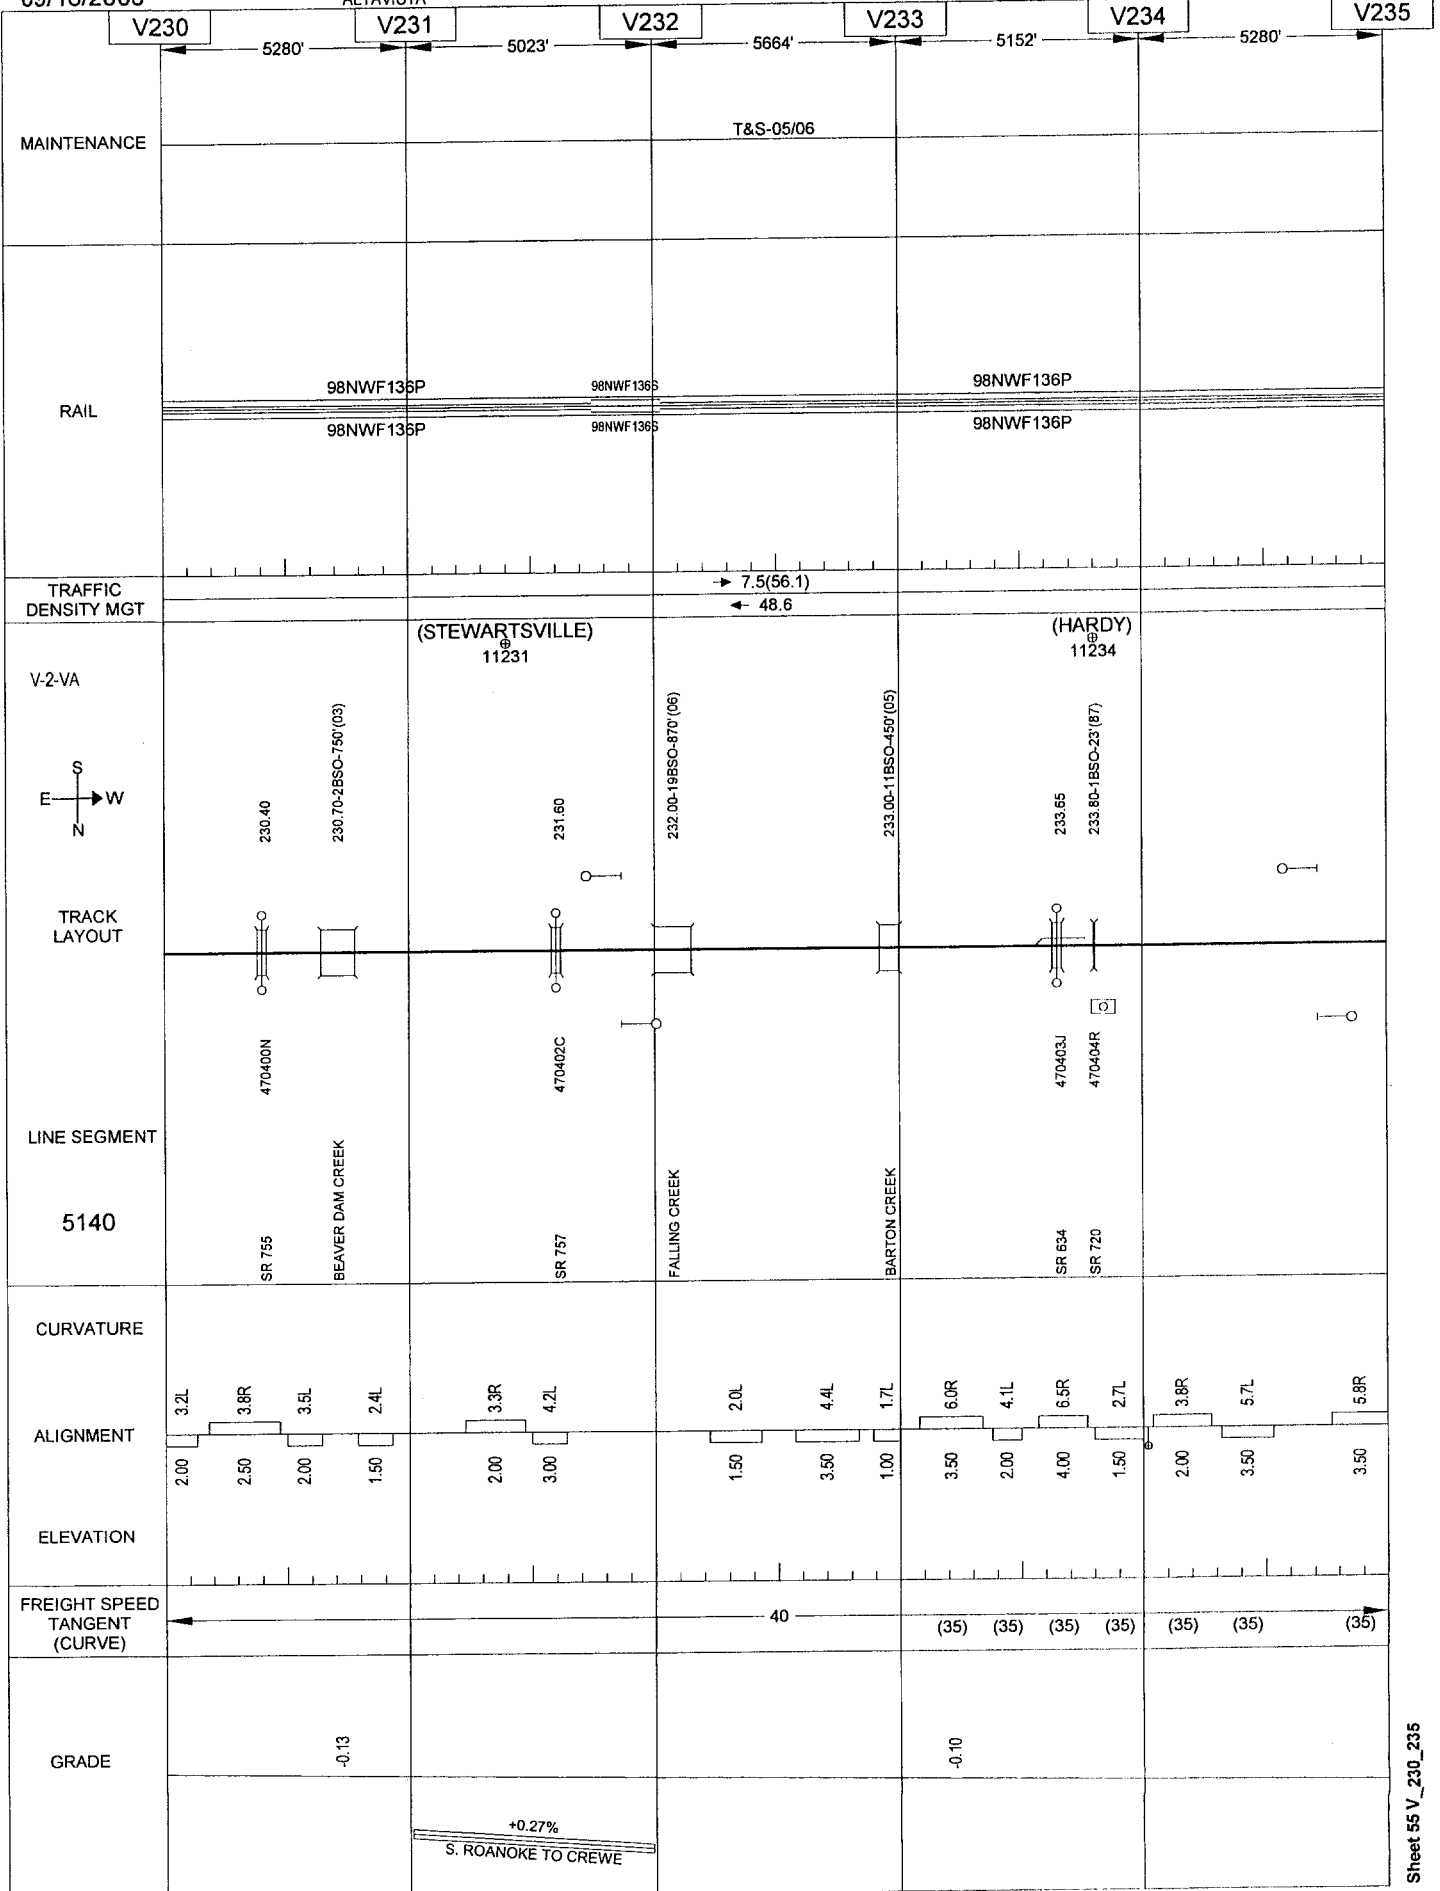 V230
V231
V232
V233
V234
V235
5280'
5023'
5664'
5152'
5280'
MAINTENANCE
T&S-05/06
RAIL
98NWF136P
98NWF136S
98NWF136P
98NWF136P
98NWF136S
98NWF136P
TRAFFIC
DENSITY MGT
7.5(56.1)
48.6
(STEWARTSVILLE)
11231
(HARDY)
11234
V-2-VA
S
E
W
N
230.40
230.70-2BSO-750'(03)
231.60
232.00-19BSO-870'(06)
233.00-11BSO-450'(05)
233.65
233.80-1BSO-23'(87)
TRACK
LAYOUT
470400N
470402C
470403J
470404R
LINE SEGMENT
5140
SR 755
BEAVER DAM CREEK
SR 757
FALLING CREEK
BARTON CREEK
SR 634
SR 720
CURVATURE
3.2L
3.8R
3.5L
2.4L
3.3R
4.2L
2.0L
4.4L
1.7L
6.0R
4.1L
6.5R
2.7L
3.8R
5.7L
5.8R
ALIGNMENT
2.00
2.50
2.00
1.50
2.00
3.00
1.50
3.50
1.00
3.50
2.00
4.00
1.50
2.00
3.50
3.50
ELEVATION
FREIGHT SPEED
TANGENT
(CURVE)
40
(35)
(35)
(35)
(35)
(35)
(35)
(35)
GRADE
-0.13
-0.10
+0.27%
S. ROANOKE TO CREWE
Sheet 55 V_230_235